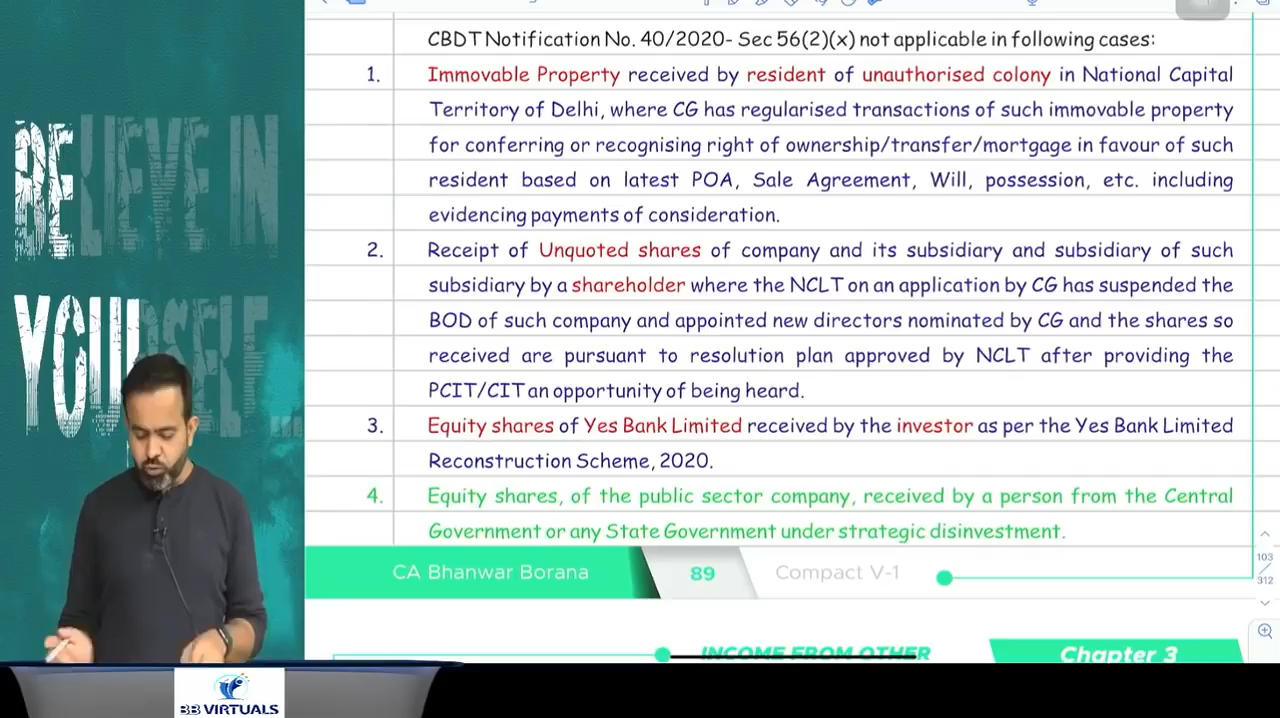 BELIEVE IN
YOURSELF...
CBDT Notification No. 40/2020- Sec 56(2)(x) not applicable in following cases:
1. Immovable Property received by resident of unauthorised colony in National Capital
Territory of Delhi, where CG has regularised transactions of such immovable property
for conferring or recognising right of ownership/transfer/mortgage in favour of such
resident based on latest POA, Sale Agreement, Will, possession, etc. including
evidencing payments of consideration.
2. Receipt of Unquoted shares of company and its subsidiary and subsidiary of such
subsidiary by a shareholder where the NCLT on an application by CG has suspended the
BOD of such company and appointed new directors nominated by CG and the shares so
received are pursuant to resolution plan approved by NCLT after providing the
PCIT/CIT an opportunity of being heard.
3. Equity shares of Yes Bank Limited received by the investor as per the Yes Bank Limited
Reconstruction Scheme, 2020.
4. Equity shares, of the public sector company, received by a person from the Central
Government or any State Government under strategic disinvestment.
CA Bhanwar Borana 89 Compact V-1
103
312
INCOME FROM OTHER Chapter 3
BB VIRTUALS